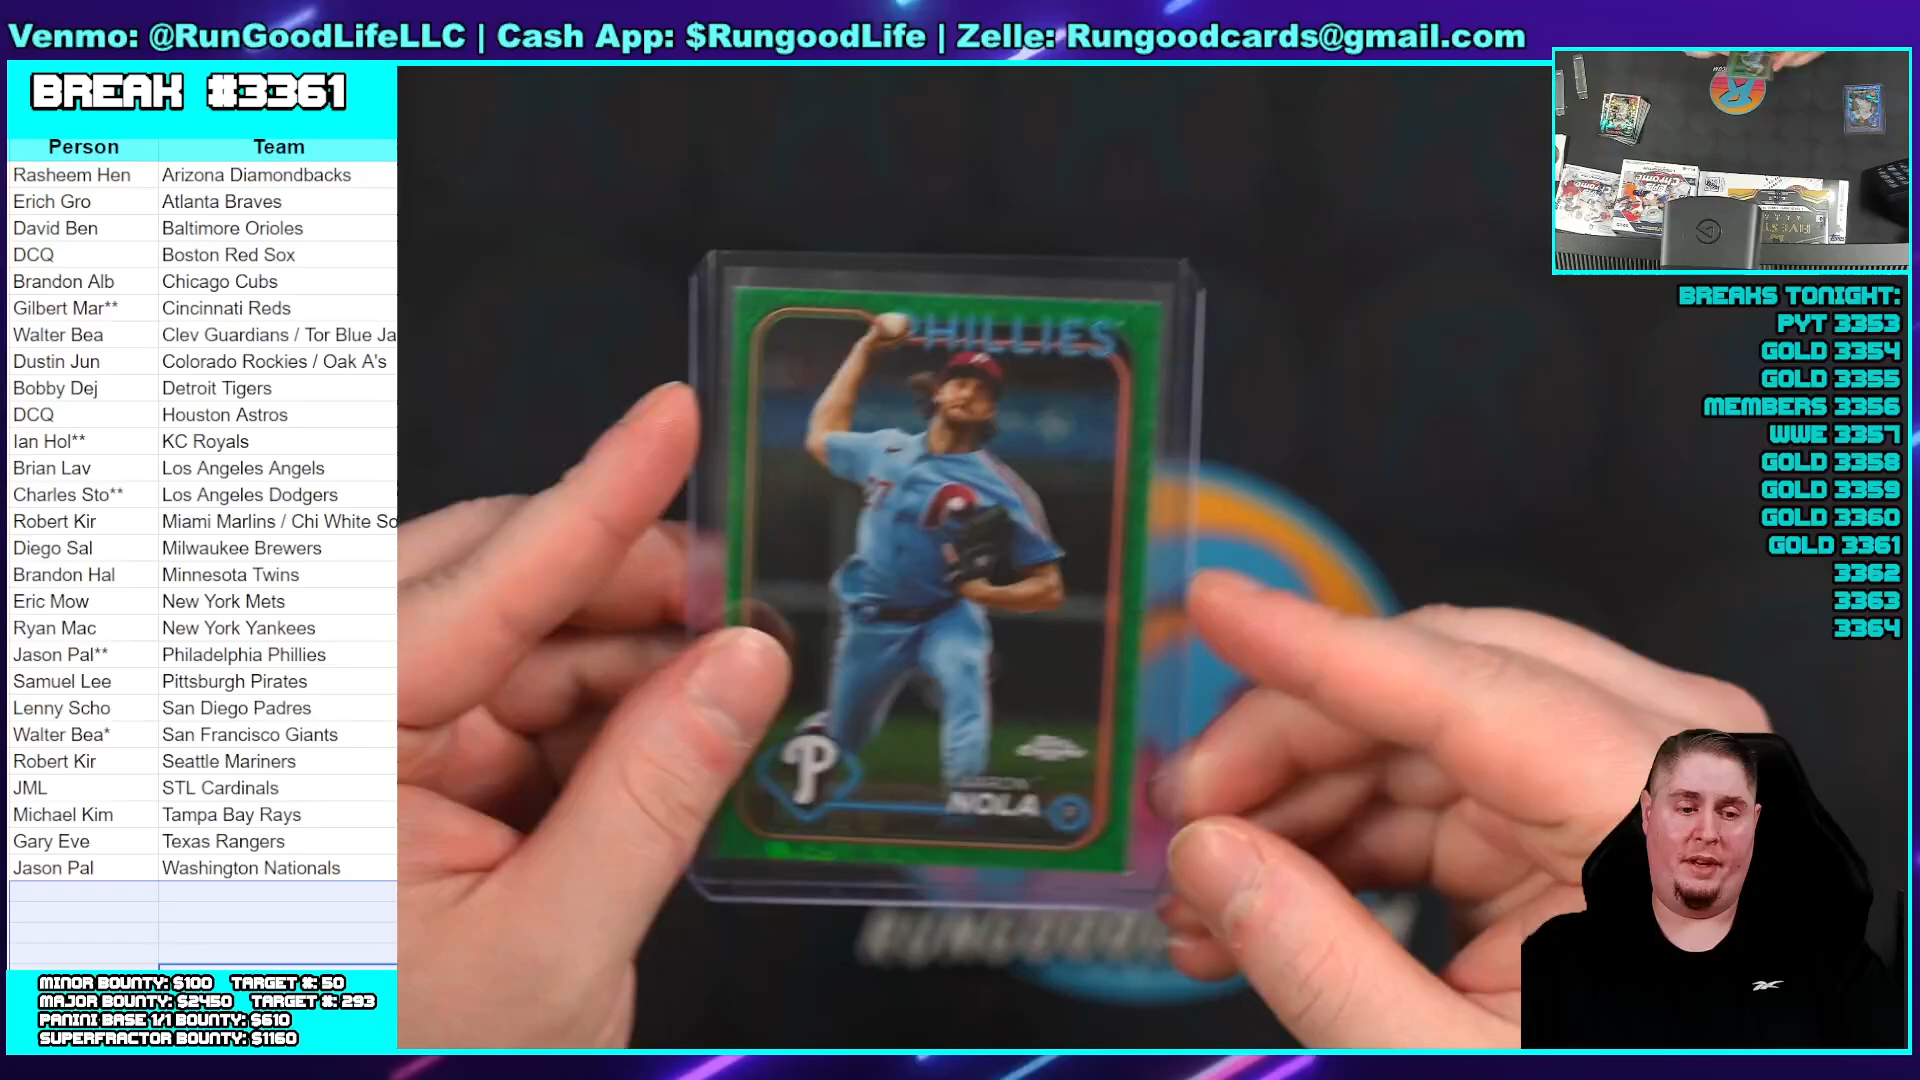 Venmo: @RunGoodLifeLLC | Cash App: $RungoodLife | Zelle: Rungoodcards@gmail.com
BREAK #3361
Person Team
Rasheem Hen Arizona Diamondbacks
Erich Gro Atlanta Braves
David Ben Baltimore Orioles
DCQ Boston Red Sox
Brandon Alb Chicago Cubs
Gilbert Mar** Cincinnati Reds
Walter Bea Clev Guardians / Tor Blue Ja
Dustin Jun Colorado Rockies / Oak A's
Bobby Dej Detroit Tigers
DCQ Houston Astros
Ian Hol** KC Royals
Brian Lav Los Angeles Angels
Charles Sto** Los Angeles Dodgers
Robert Kir Miami Marlins / Chi White So
Diego Sal Milwaukee Brewers
Brandon Hal Minnesota Twins
Eric Mow New York Mets
Ryan Mac New York Yankees
Jason Pal** Philadelphia Phillies
Samuel Lee Pittsburgh Pirates
Lenny Scho San Diego Padres
Walter Bea* San Francisco Giants
Robert Kir Seattle Mariners
JML STL Cardinals
Michael Kim Tampa Bay Rays
Gary Eve Texas Rangers
Jason Pal Washington Nationals
MINOR BOUNTY: $100 TARGET #: 50
MAJOR BOUNTY: $2450 TARGET #: 293
PANINI BASE 1/1 BOUNTY: $610
SUPERFRACTOR BOUNTY: $1160
PHILLIES
P
AARON
NOLA
BREAKS TONIGHT:
PYT 3353
GOLD 3354
GOLD 3355
MEMBERS 3356
WWE 3357
GOLD 3358
GOLD 3359
GOLD 3360
GOLD 3361
3362
3363
3364